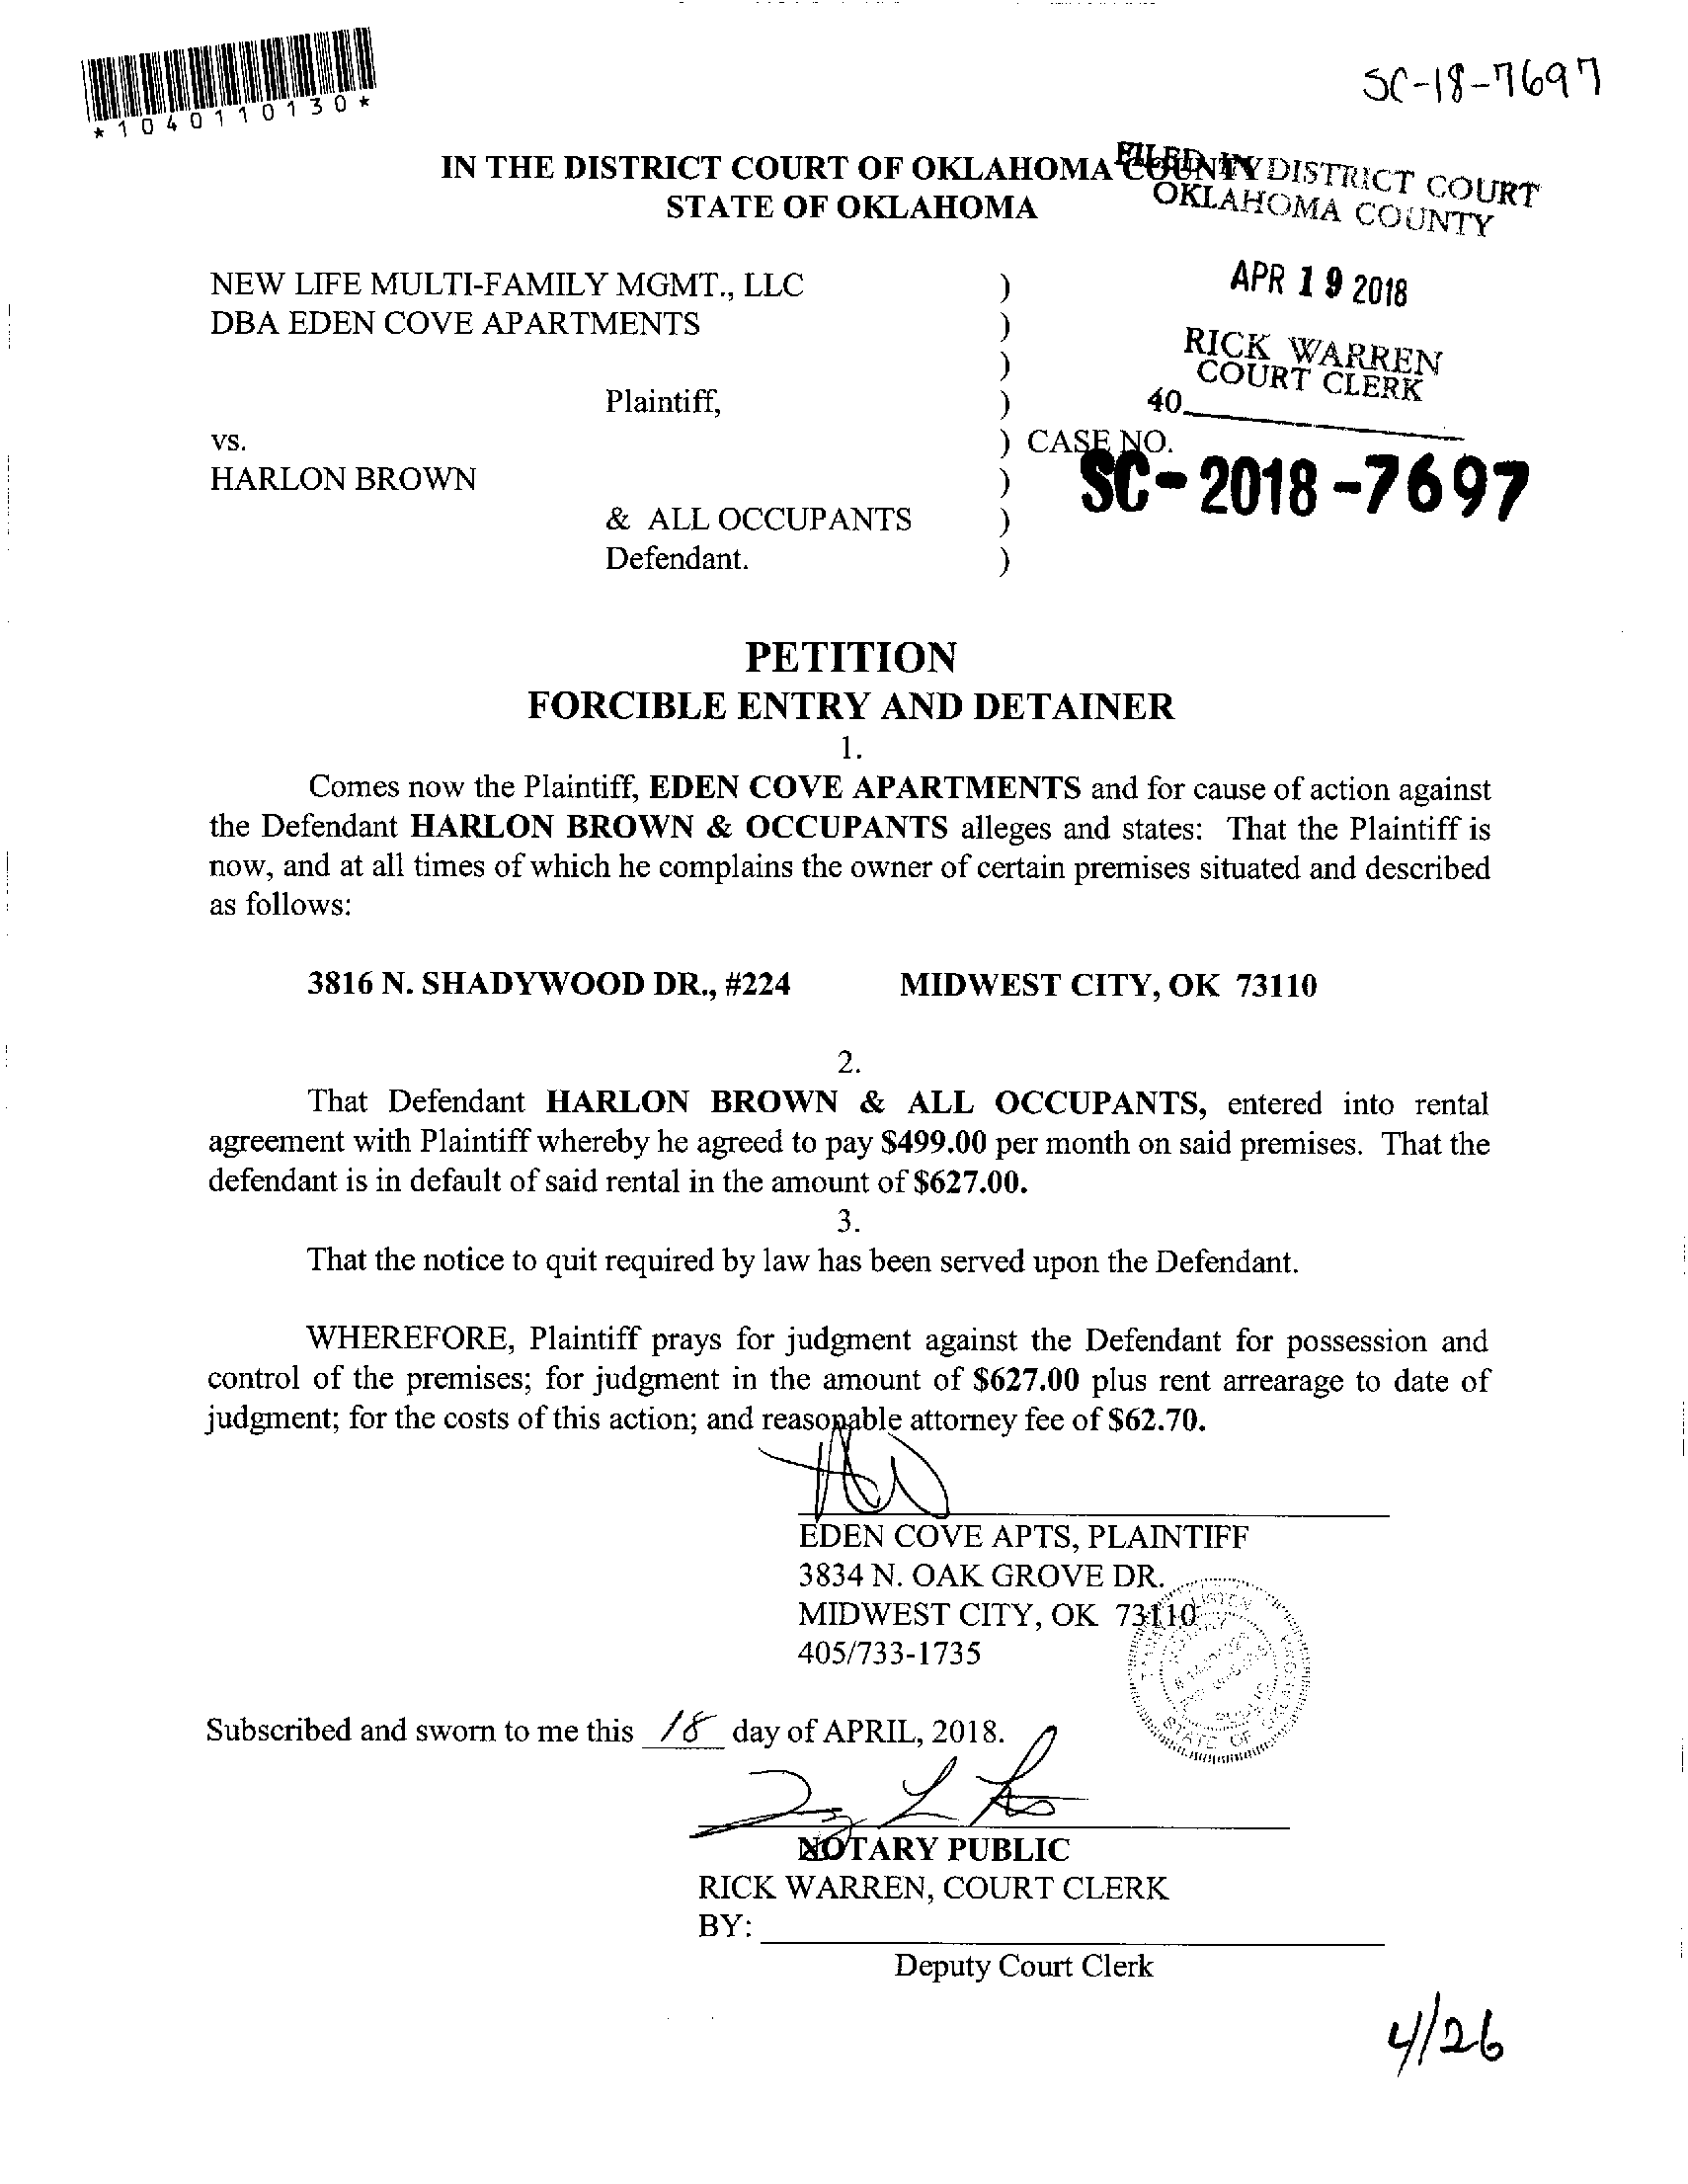 *1040110130*
SC-18-7697
IN THE DISTRICT COURT OF OKLAHOMA COUNTY
STATE OF OKLAHOMA
FILED IN DISTRICT COURT
OKLAHOMA COUNTY
APR 19 2018
RICK WARREN
COURT CLERK
40
NEW LIFE MULTI-FAMILY MGMT., LLC )
DBA EDEN COVE APARTMENTS )
)
Plaintiff, )
vs. ) CASE NO.
SC-2018-7697
HARLON BROWN )
& ALL OCCUPANTS )
Defendant. )
PETITION
FORCIBLE ENTRY AND DETAINER
1.
Comes now the Plaintiff, EDEN COVE APARTMENTS and for cause of action against
the Defendant HARLON BROWN & OCCUPANTS alleges and states: That the Plaintiff is
now, and at all times of which he complains the owner of certain premises situated and described
as follows:
3816 N. SHADYWOOD DR., #224 MIDWEST CITY, OK 73110
2.
That Defendant HARLON BROWN & ALL OCCUPANTS, entered into rental
agreement with Plaintiff whereby he agreed to pay $499.00 per month on said premises. That the
defendant is in default of said rental in the amount of $627.00.
3.
That the notice to quit required by law has been served upon the Defendant.
WHEREFORE, Plaintiff prays for judgment against the Defendant for possession and
control of the premises; for judgment in the amount of $627.00 plus rent arrearage to date of
judgment; for the costs of this action; and reasonable attorney fee of $62.70.
EDEN COVE APTS, PLAINTIFF
3834 N. OAK GROVE DR.
MIDWEST CITY, OK 73110
405/733-1735
NOTARY
PUBLIC
STATE OF OKLAHOMA
Subscribed and sworn to me this 18 day of APRIL, 2018.
NOTARY PUBLIC
RICK WARREN, COURT CLERK
BY:
Deputy Court Clerk
4/26